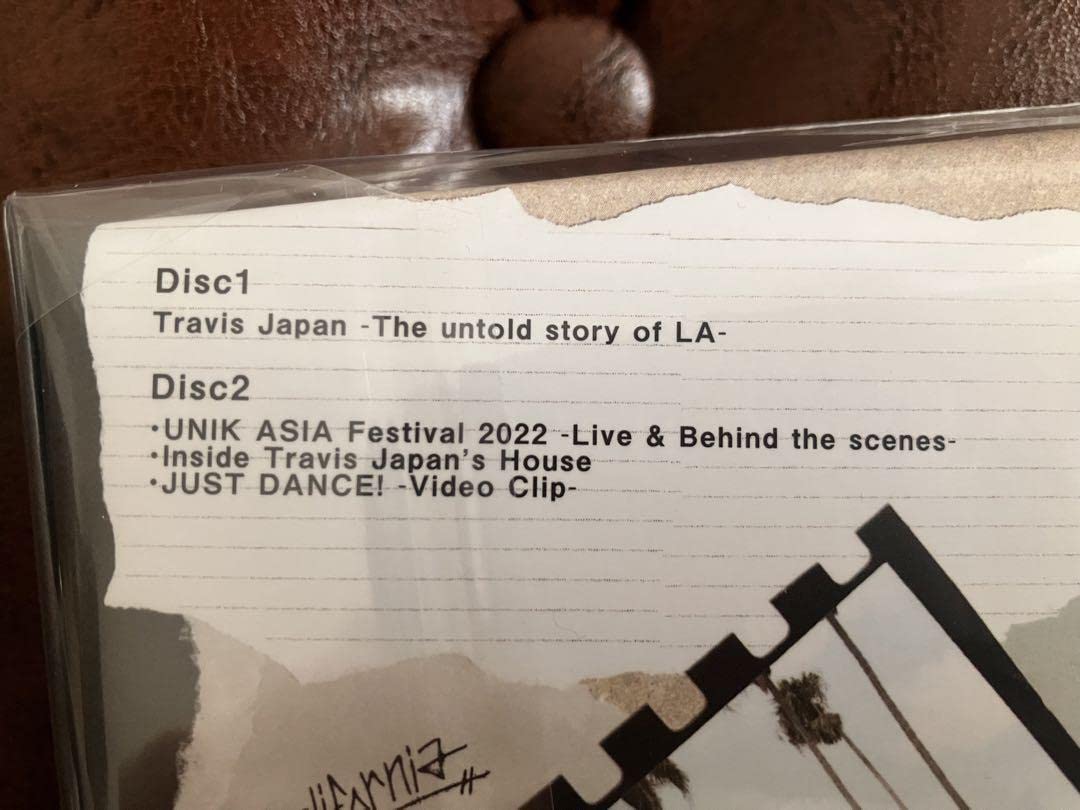 Disc1
Travis Japan -The untold story of LA-
Disc2
・UNIK ASIA Festival 2022 -Live & Behind the scenes-
・Inside Travis Japan's House
・JUST DANCE! -Video Clip-